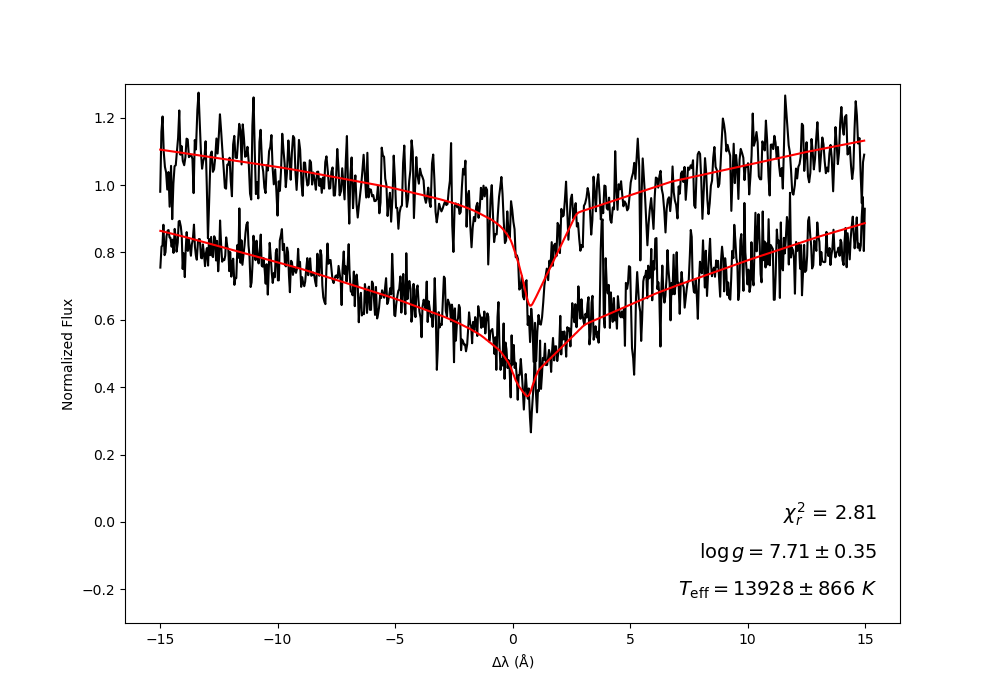 1.2
1.0
0.8
0.6
0.4
0.2
0.0
−0.2
Normalized Flux
χ²ᵣ = 2.81
log g = 7.71 ± 0.35
T_eff = 13928 ± 866 K
−15 −10 −5 0 5 10 15
Δλ (Å)